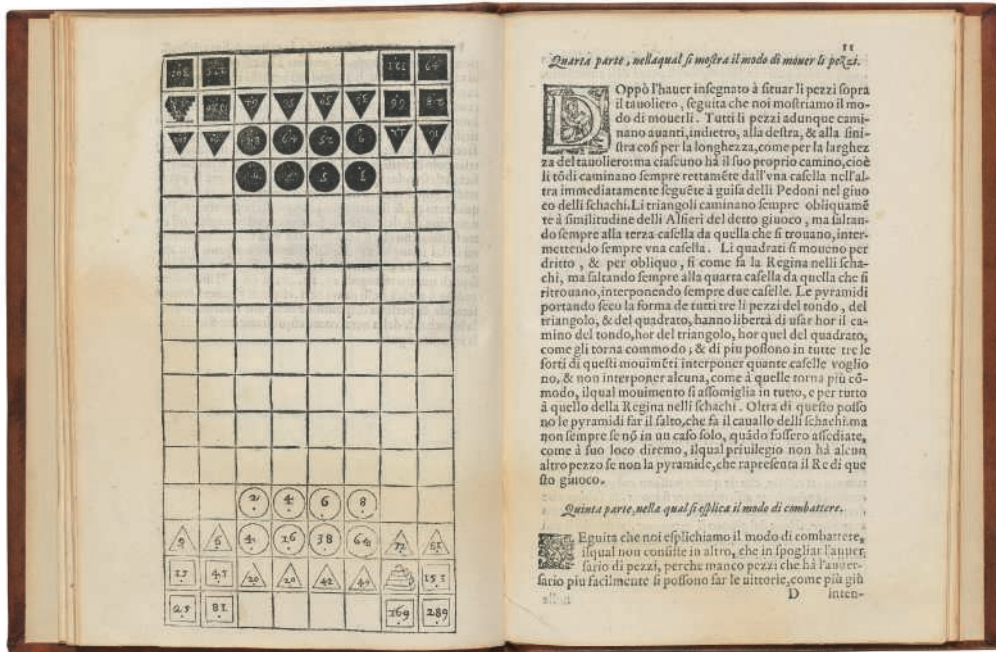 2 4 6 8
9 6 4 16 38 64 72 81
25 45 20 20 42 49 153
25 81 169 289
11
Quarta parte, nellaqual si mostra il modo di mouer li pezzi.
DOppò l'hauer insegnato à situar li pezzi sopra
il tauoliero, seguita che noi mostriamo il mo-
do di mouerli. Tutti li pezzi adunque cami-
nano auanti, indietro, alla destra, & alla sini-
stra cosi per la longhezza, come per la larghez
za del tauoliero: ma ciascuno hà il suo proprio camino, cioè
li tõdi caminano sempre rettamẽte dall'vna casella nell'al-
tra immediatamente seguẽte à guisa delli Pedoni nel giuo
co delli schachi. Li triangoli caminano sempre obliquamẽ
te à similitudine delli Alfieri del detto giuoco, ma saltan-
do sempre alla terza casella da quella che si trouano, inter-
mettendo sempre vna casella. Li quadrati si moueno per
dritto, & per obliquo, si come fa la Regina nelli scha-
chi, ma saltando sempre alla quarta casella da quella che si
ritrouano, interponendo sempre due caselle. Le pyramidi
portando seco la forma de tutti tre li pezzi del tondo, del
triangolo, & del quadrato, hanno libertà di usar hor il ca-
mino del tondo, hor del triangolo, hor quel del quadrato,
come gli torna commodo; & di piu possono in tutte tre le
sorti di questi mouimẽti interponer quante caselle voglio
no, & non interponer alcuna, come à quelle torna più cõ-
modo, ilqual mouimento si assomiglia in tutto, e per tutto
à quello della Regina nelli schachi. Oltra di questo posso
no le pyramidi far il salto, che fà il cauallo delli schachi: ma
non sempre se nõ in un caso solo, quãdo fossero assediate,
come à suo loco diremo, ilqual priuilegio non hà alcun
altro pezzo se non la pyramide, che rapresenta il Re di que
sto giuoco.
Quinta parte, nella qual si esplica il modo di combattere.
SEguita che noi esplichiamo il modo di combattere,
ilqual non consiste in altro, che in spogliar l'auuer
sario di pezzi, perche manco pezzi che hà l'auuer-
sario piu facilmente si possono far le uittorie, come più giù
D inten-